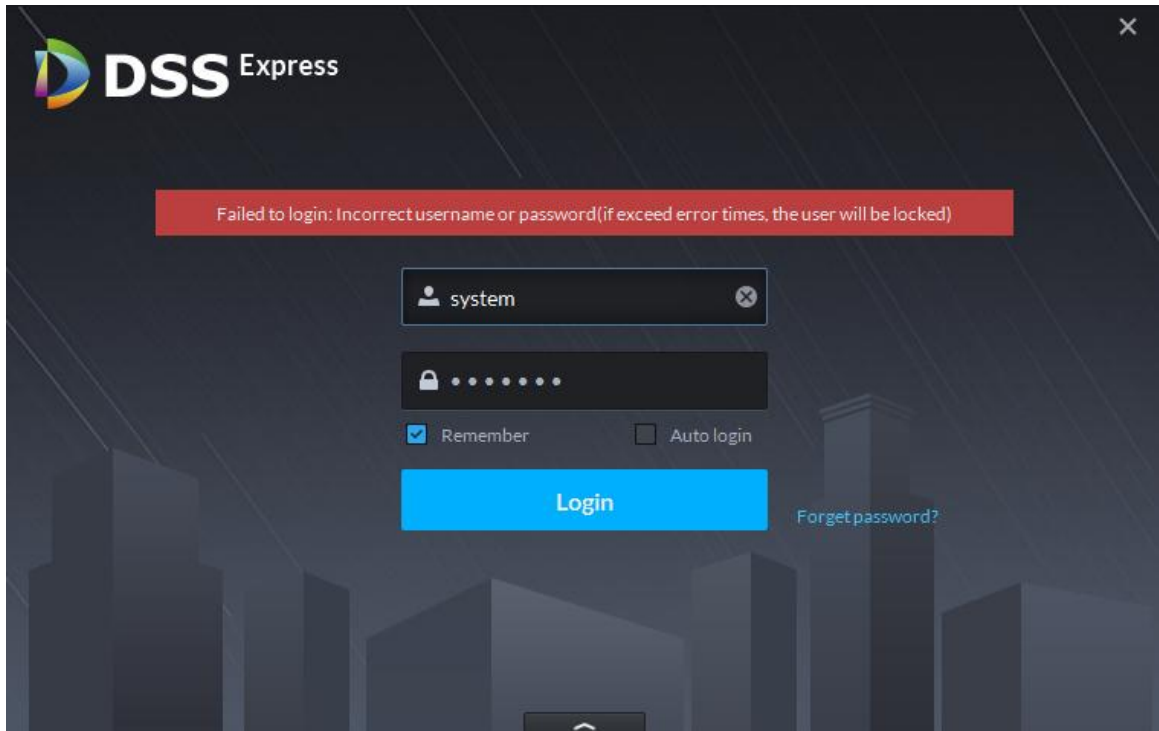 DSS Express
Failed to login: Incorrect username or password(if exceed error times, the user will be locked)
system
Remember Auto login
Login
Forget password?